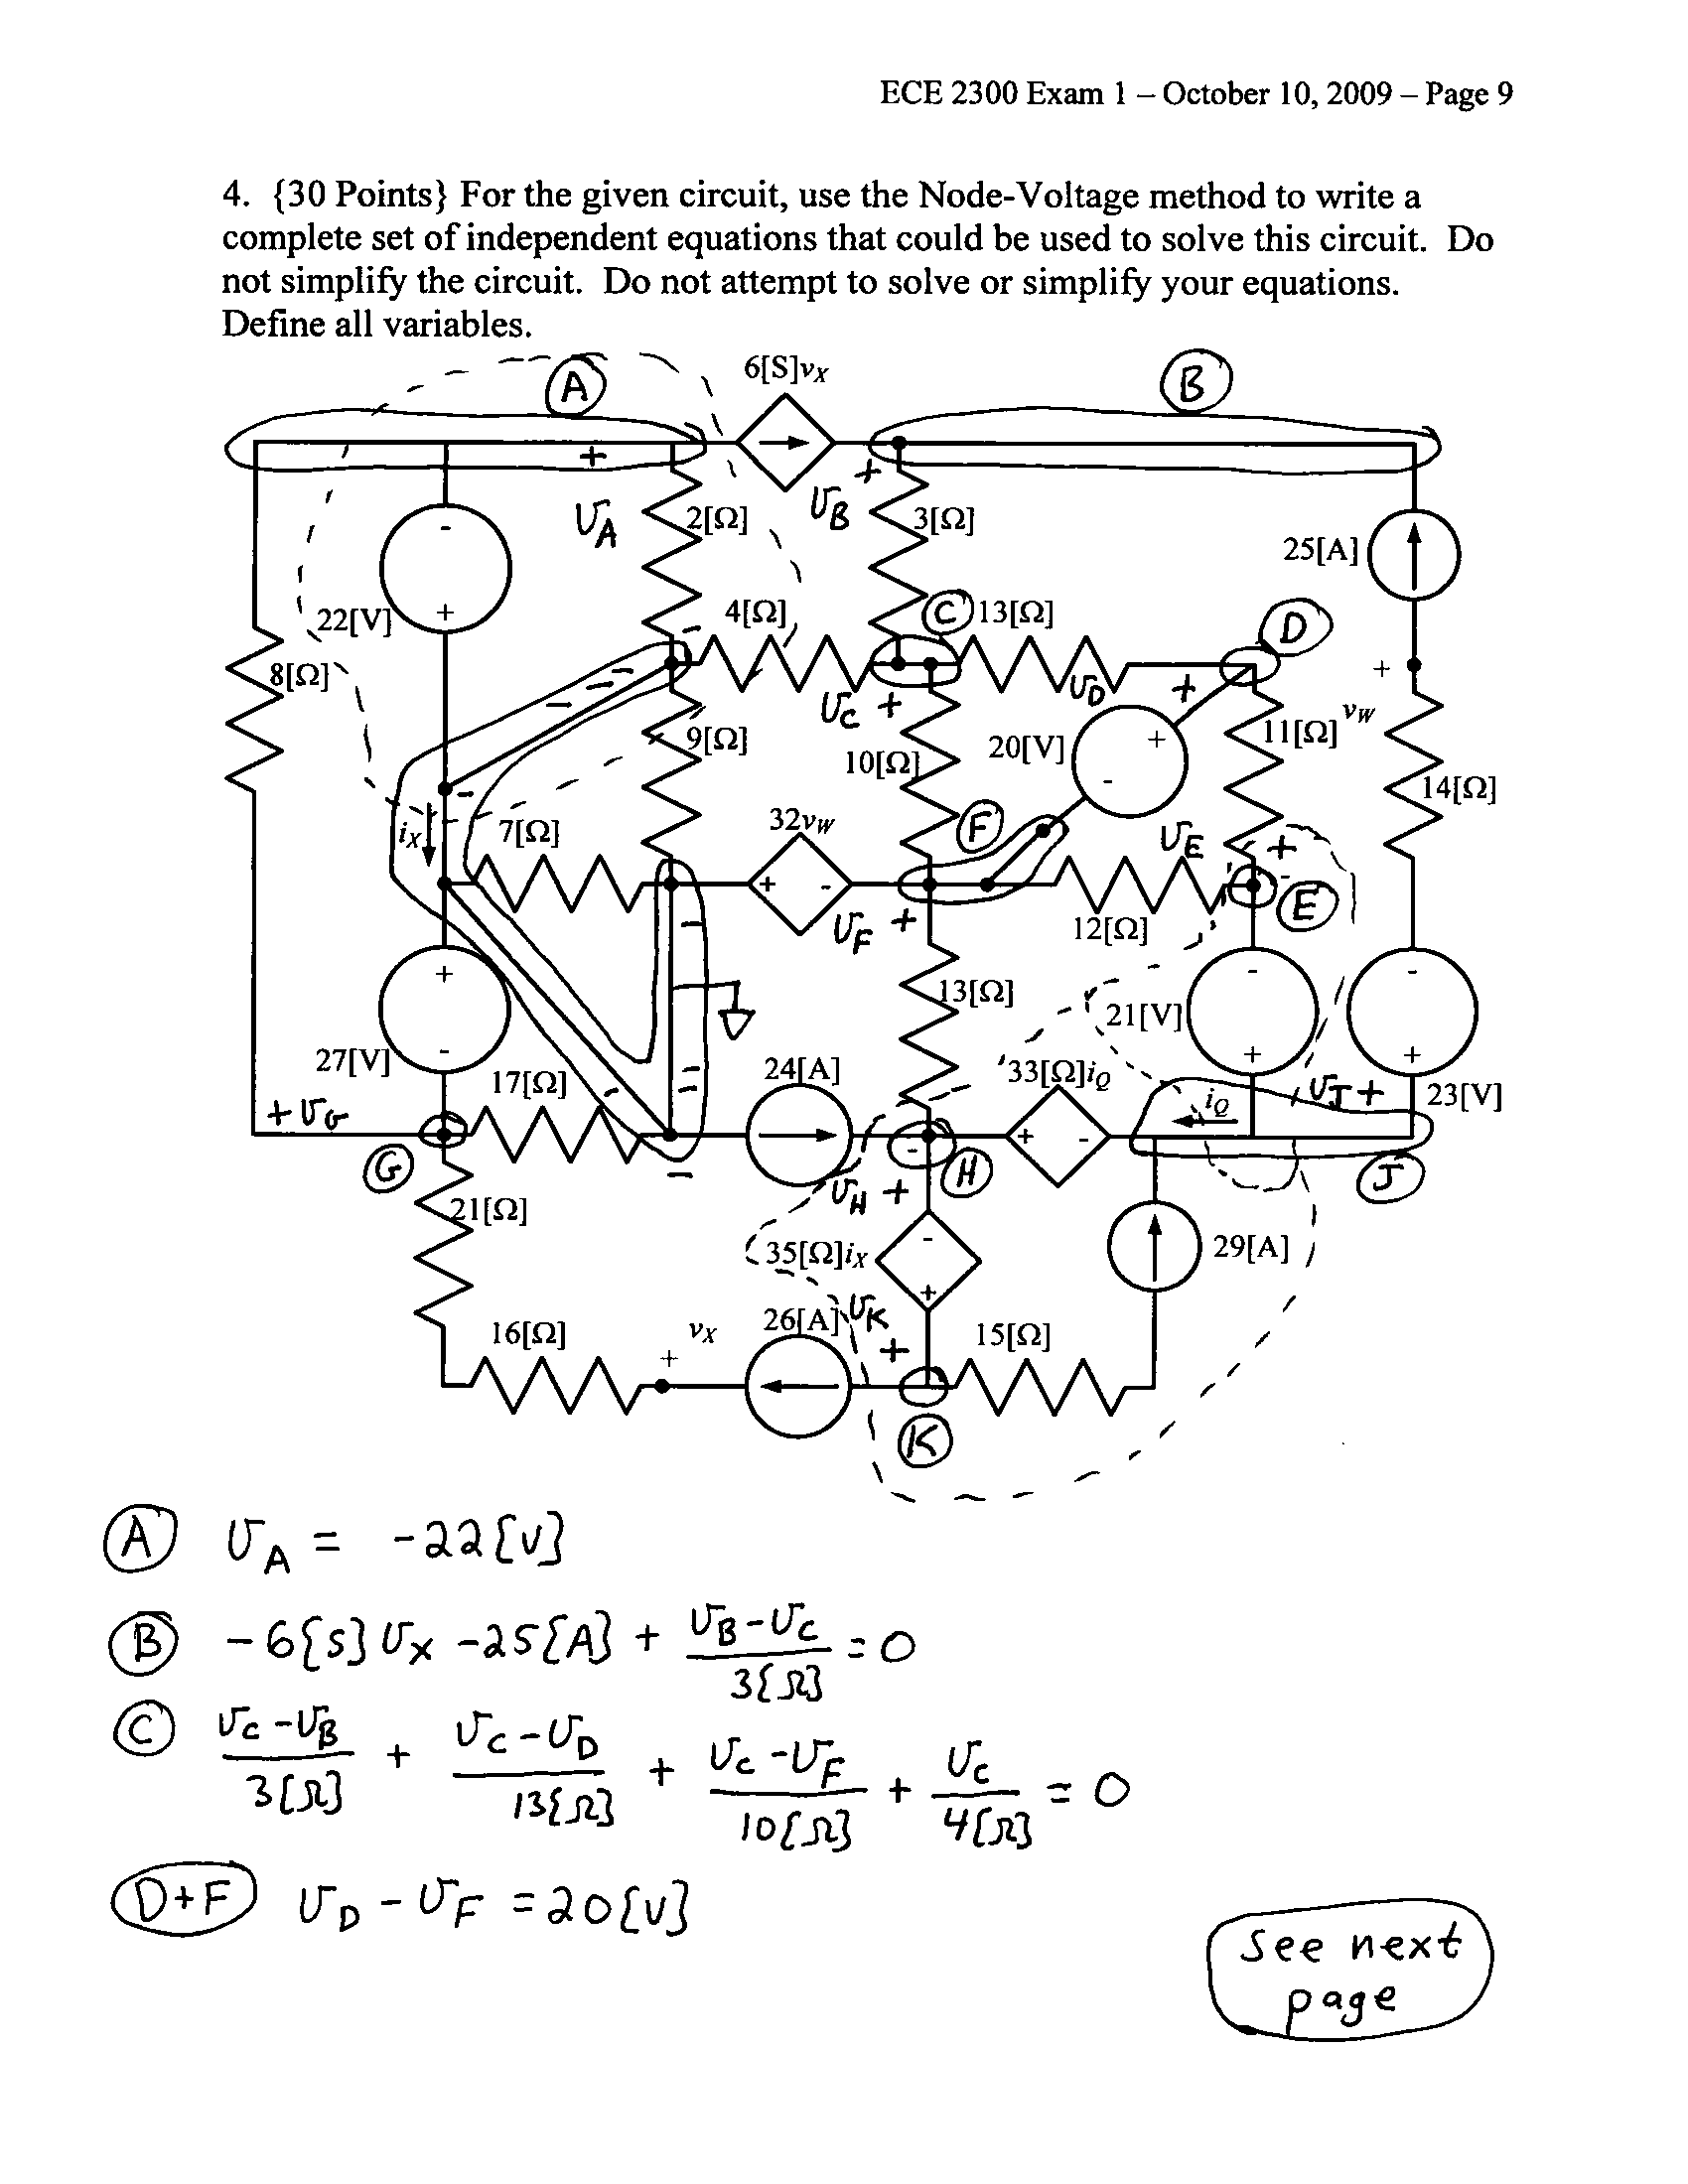 ECE 2300 Exam 1 – October 10, 2009 – Page 9
4. {30 Points} For the given circuit, use the Node-Voltage method to write a
complete set of independent equations that could be used to solve this circuit. Do
not simplify the circuit. Do not attempt to solve or simplify your equations.
Define all variables.
A
6[S]vX
B
+
+
vA
2[Ω]
vB
3[Ω]
25[A]
-
22[V]
+
4[Ω]
C
13[Ω]
D
8[Ω]
+
vC +
vD
+
11[Ω]
vW
9[Ω]
10[Ω]
20[V]
+
-
14[Ω]
iX
7[Ω]
32vW
F
vE
+
+
-
vF +
12[Ω]
E
+
27[V]
-
13[Ω]
21[V]
-
+
-
+
23[V]
17[Ω]
24[A]
33[Ω]iQ
iQ
vJ +
+ vG
+
-
G
vH +
H
J
21[Ω]
35[Ω]iX
-
+
29[A]
16[Ω]
vX
+
26[A]
vK
+
15[Ω]
K
A vA = -22[V]
B -6[S]vX -25[A] + vB-vC/3[Ω] = 0
C vC-vB/3[Ω] + vC-vD/13[Ω] + vC-vF/10[Ω] + vC/4[Ω] = 0
D+F vD - vF = 20[V]
See next
page